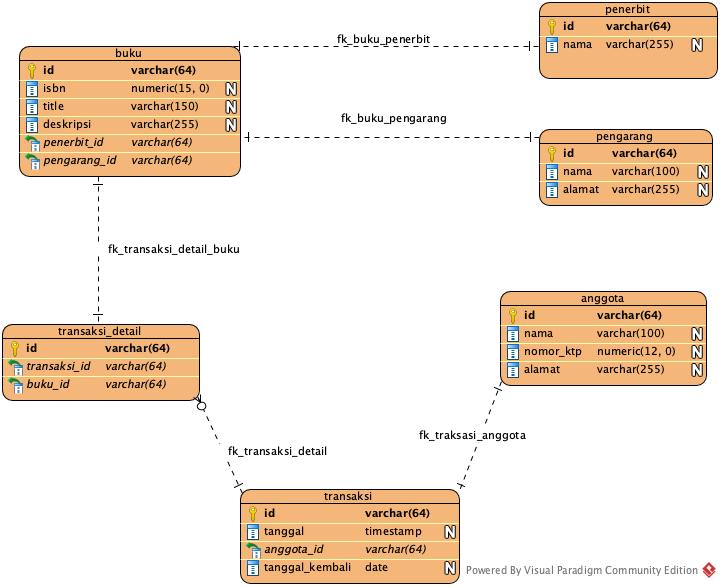 penerbit
id varchar(64)
nama varchar(255) N
fk_buku_penerbit
buku
id varchar(64)
isbn numeric(15, 0) N
title varchar(150) N
deskripsi varchar(255) N
penerbit_id varchar(64)
pengarang_id varchar(64)
fk_buku_pengarang
pengarang
id varchar(64)
nama varchar(100) N
alamat varchar(255) N
fk_transaksi_detail_buku
anggota
id varchar(64)
nama varchar(100) N
nomor_ktp numeric(12, 0) N
alamat varchar(255) N
transaksi_detail
id varchar(64)
transaksi_id varchar(64)
buku_id varchar(64)
fk_traksasi_anggota
fk_transaksi_detail
transaksi
id varchar(64)
tanggal timestamp N
anggota_id varchar(64)
tanggal_kembali date N
Powered By Visual Paradigm Community Edition